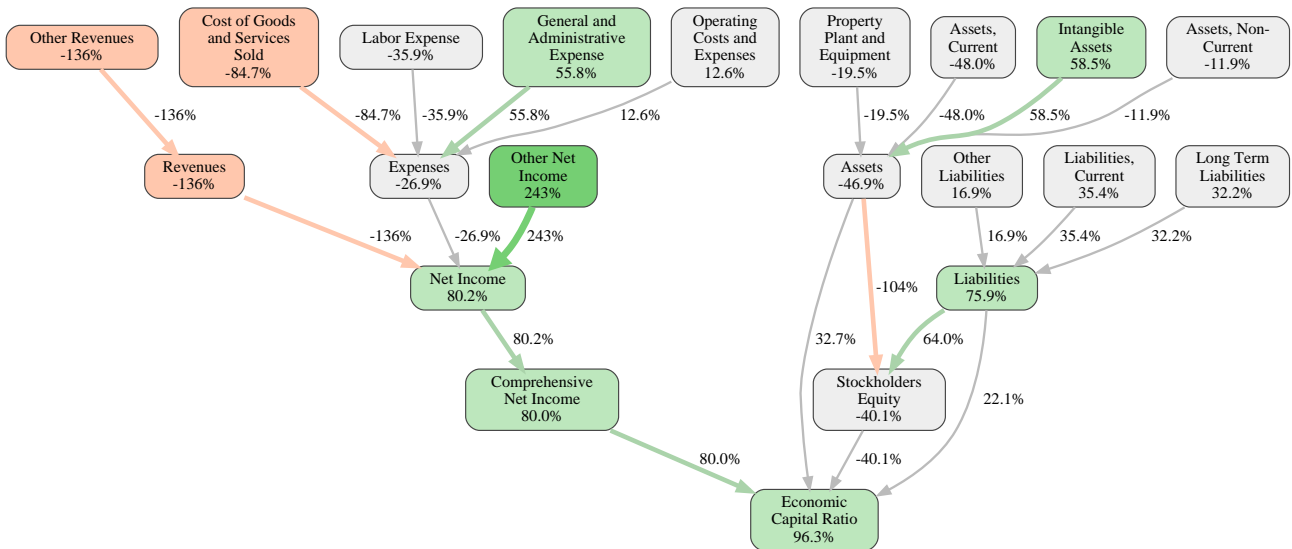 Other Revenues
-136%
Cost of Goods
and Services
Sold
-84.7%
Labor Expense
-35.9%
General and
Administrative
Expense
55.8%
Operating
Costs and
Expenses
12.6%
Property
Plant and
Equipment
-19.5%
Assets,
Current
-48.0%
Intangible
Assets
58.5%
Assets, Non-
Current
-11.9%
-136%
-84.7%
-35.9%
55.8%
12.6%
-19.5%
-48.0%
58.5%
-11.9%
Revenues
-136%
Expenses
-26.9%
Other Net
Income
243%
Assets
-46.9%
Other
Liabilities
16.9%
Liabilities,
Current
35.4%
Long Term
Liabilities
32.2%
-136%
-26.9%
243%
16.9%
35.4%
32.2%
Net Income
80.2%
-104%
Liabilities
75.9%
80.2%
32.7%
64.0%
Comprehensive
Net Income
80.0%
Stockholders
Equity
-40.1%
22.1%
80.0%
-40.1%
Economic
Capital Ratio
96.3%